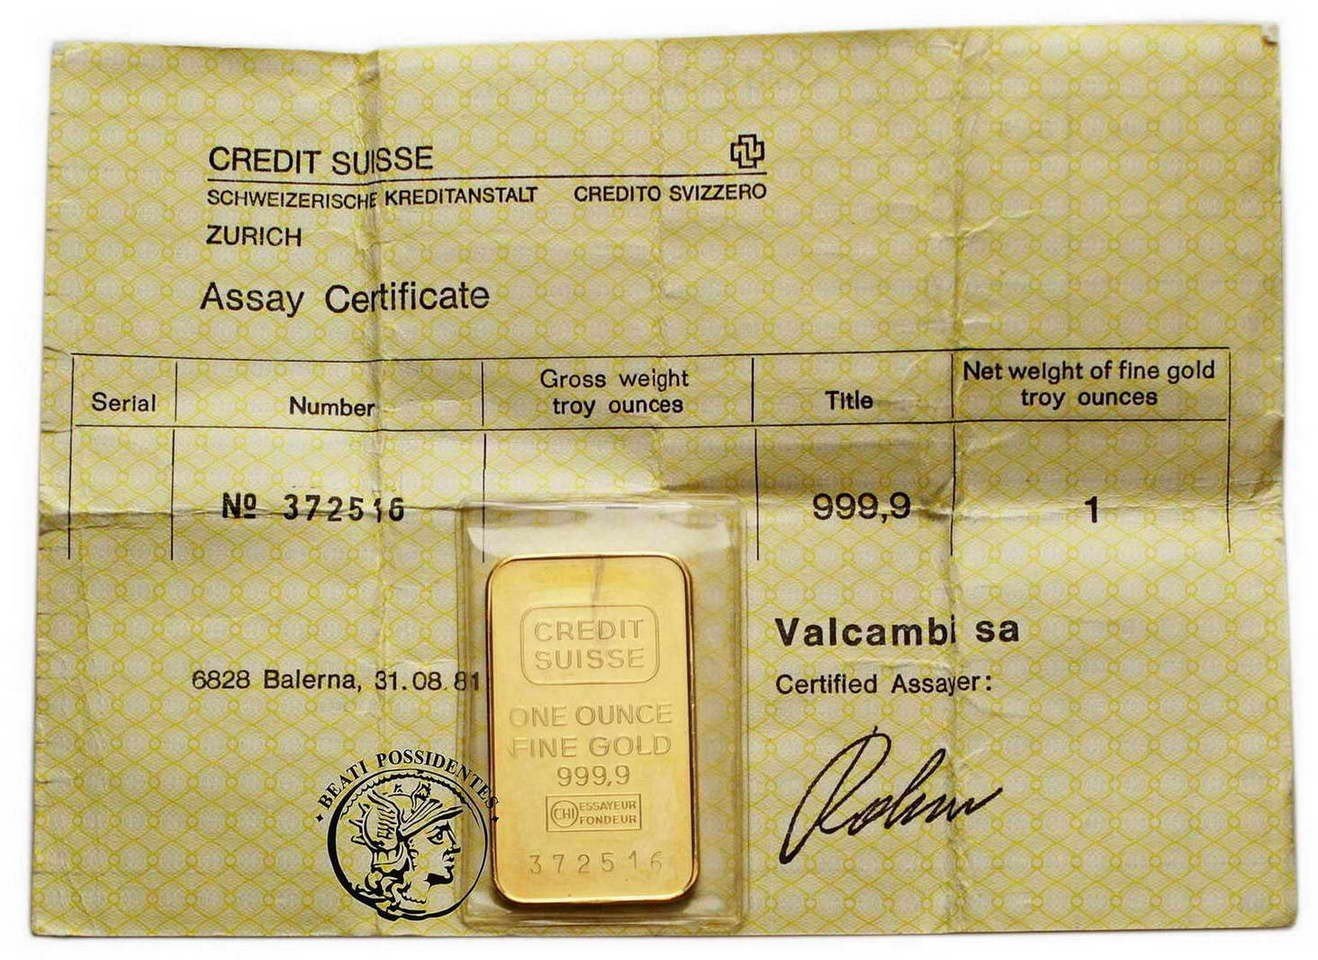 CREDIT SUISSE
SCHWEIZERISCHE KREDITANSTALT CREDITO SVIZZERO
ZURICH
Assay Certificate
Serial
Number
Gross weight
troy ounces
Title
Net weight of fine gold
troy ounces
Nº 372516
999,9
1
Valcambi sa
6828 Balerna, 31.08.81
Certified Assayer:
CREDIT
SUISSE
ONE OUNCE
FINE GOLD
999,9
CHI ESSAYEUR
FONDEUR
372516
BEATI POSSIDENTES